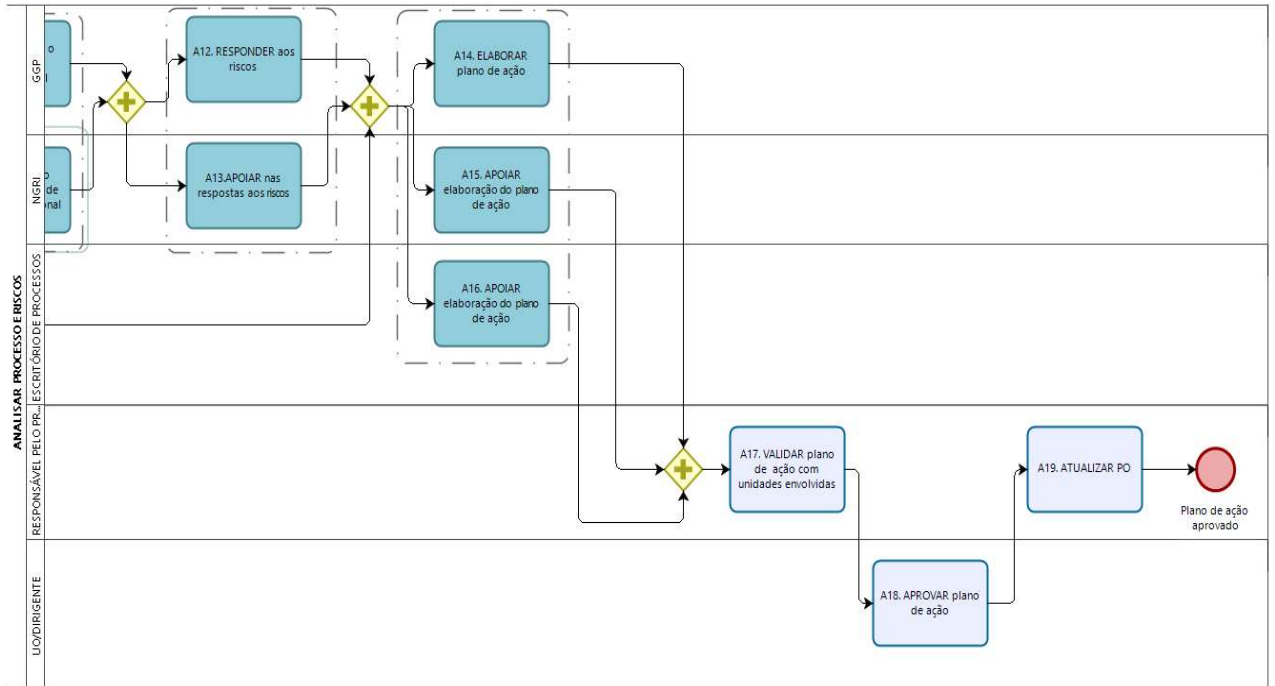 ANALISAR PROCESSO E RISCOS
GGP
o
l
A12. RESPONDER aos
riscos
A14. ELABORAR
plano de ação
NGRI
de
nal
A13.APOIAR nas
respostas aos riscos
A15. APOIAR
elaboração do plano
de ação
ESCRITÓRIO DE PROCESSOS
A16. APOIAR
elaboração do plano
de ação
RESPONSÁVEL PELO PR...
A17. VALIDAR plano
de ação com
unidades envolvidas
A19. ATUALIZAR PO
Plano de ação
aprovado
UO/DIRIGENTE
A18. APROVAR plano
de ação